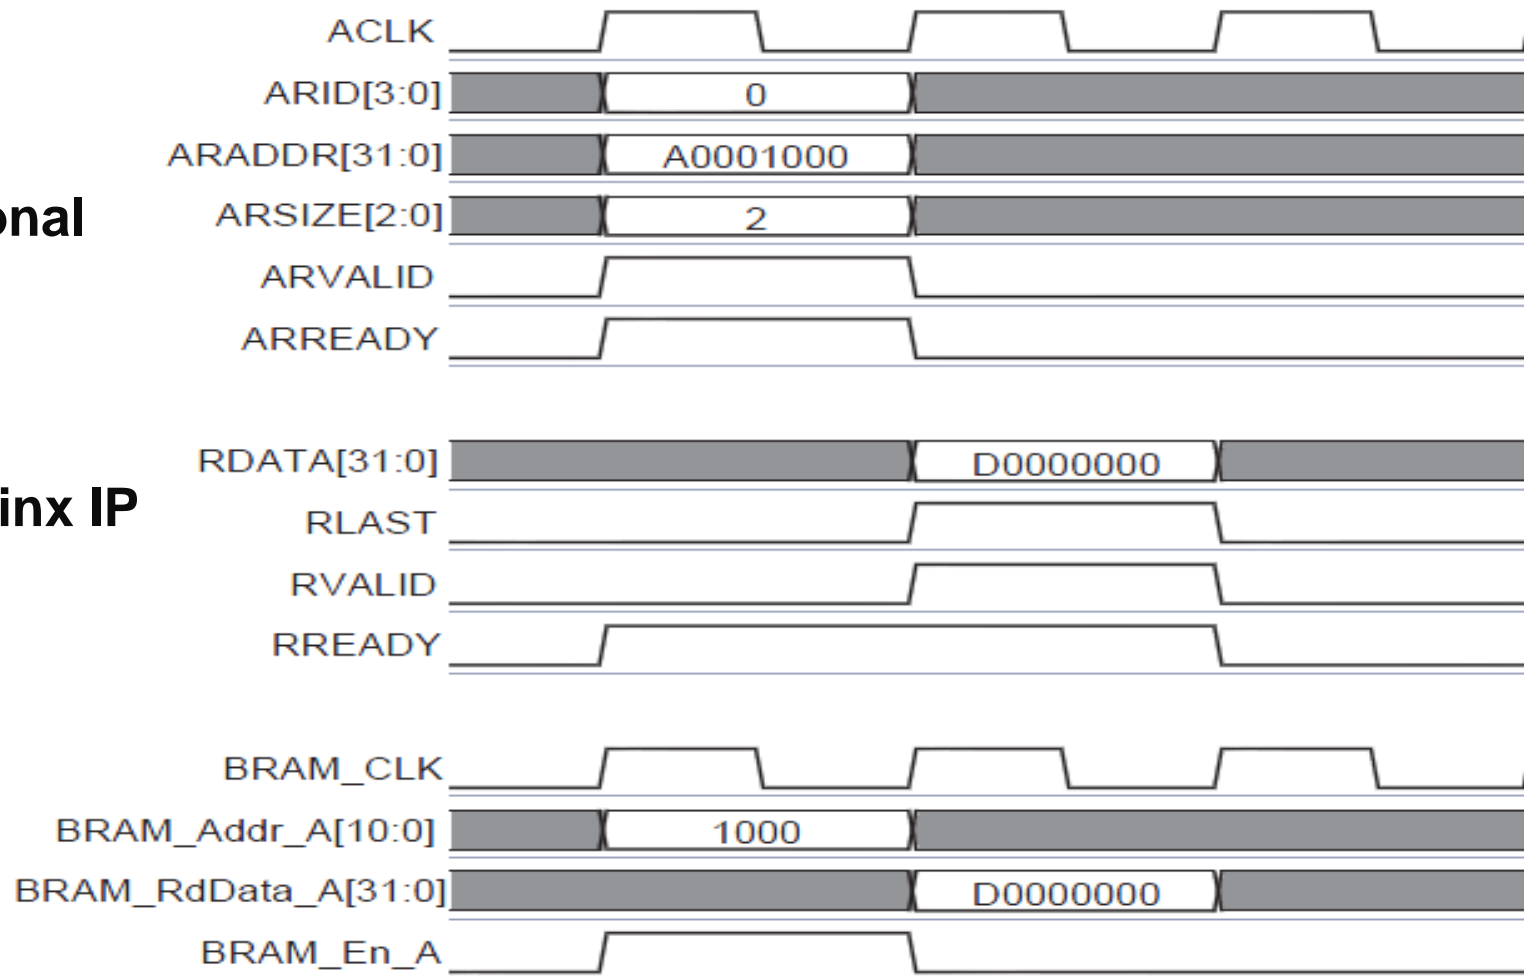 ACLK
ARID[3:0] 0
ARADDR[31:0] A0001000
onal ARSIZE[2:0] 2
ARVALID
ARREADY
RDATA[31:0] D0000000
inx IP RLAST
RVALID
RREADY
BRAM_CLK
BRAM_Addr_A[10:0] 1000
BRAM_RdData_A[31:0] D0000000
BRAM_En_A